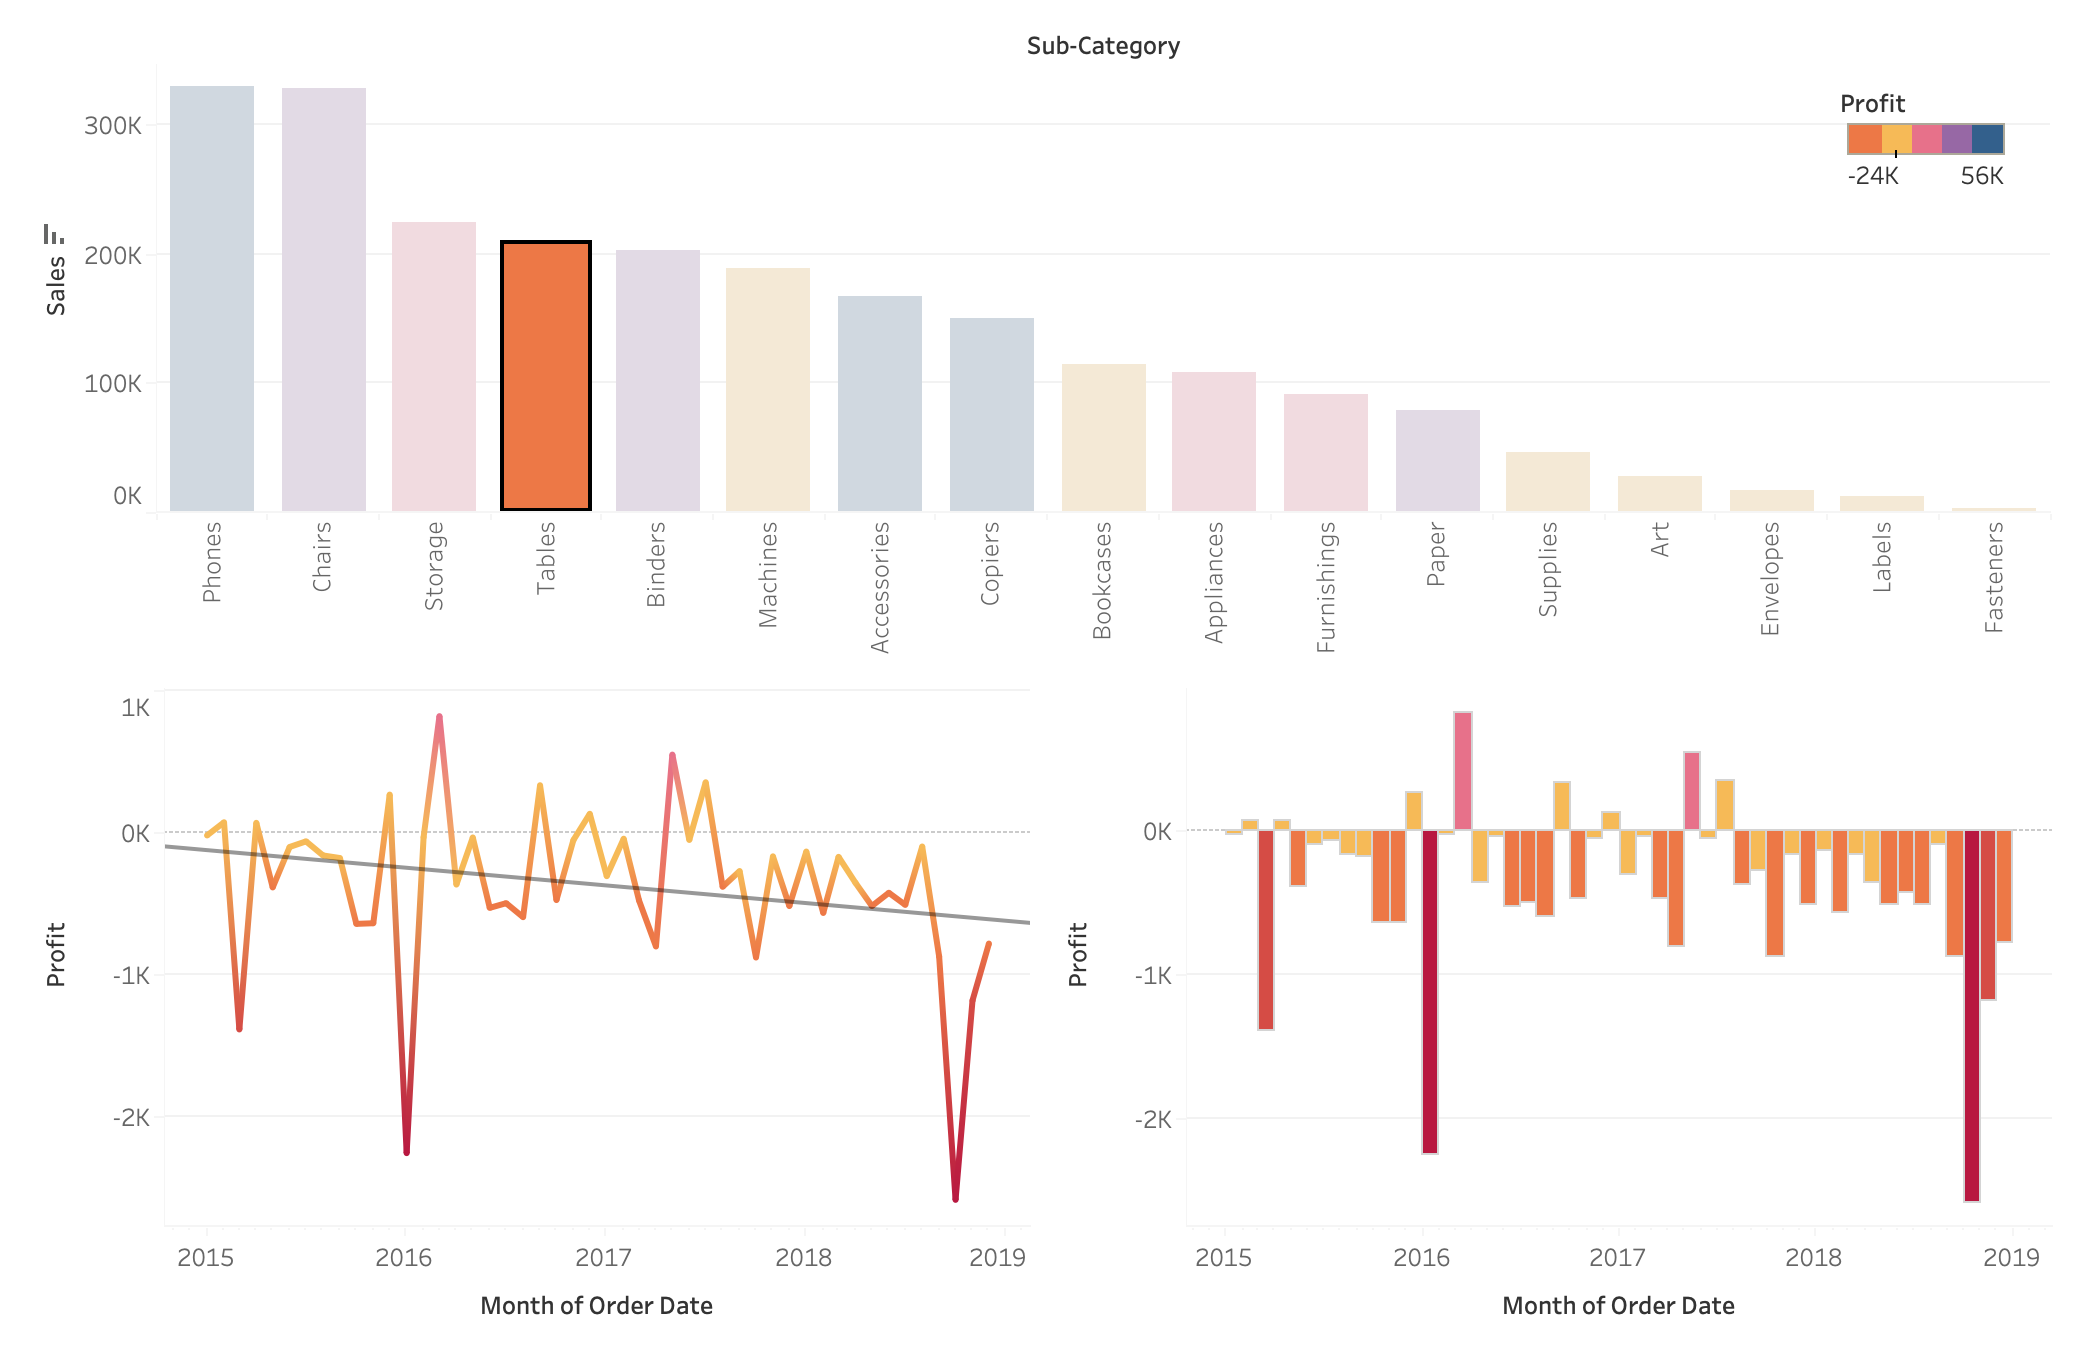 Sub-Category
Profit
-24K 56K
Sales
300K
200K
100K
0K
Phones
Chairs
Storage
Tables
Binders
Machines
Accessories
Copiers
Bookcases
Appliances
Furnishings
Paper
Supplies
Art
Envelopes
Labels
Fasteners
Profit
1K
0K
-1K
-2K
2015 2016 2017 2018 2019
Month of Order Date
Profit
0K
-1K
-2K
2015 2016 2017 2018 2019
Month of Order Date